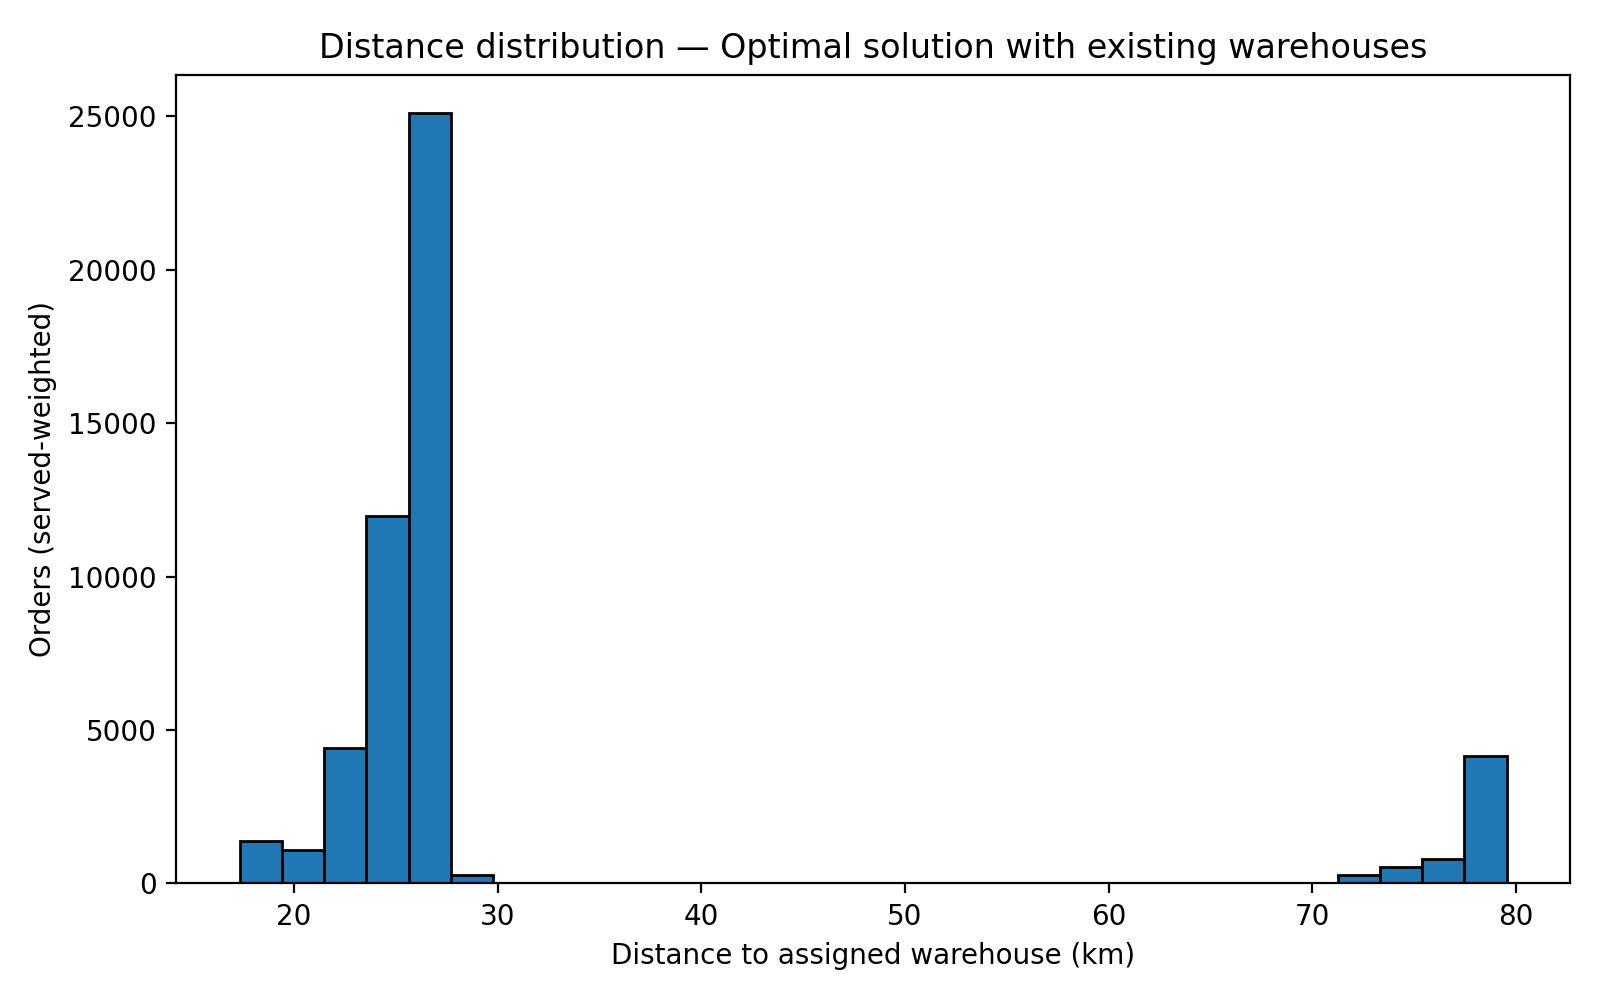 Distance distribution — Optimal solution with existing warehouses
Orders (served-weighted)
25000
20000
15000
10000
5000
0
20 30 40 50 60 70 80
Distance to assigned warehouse (km)